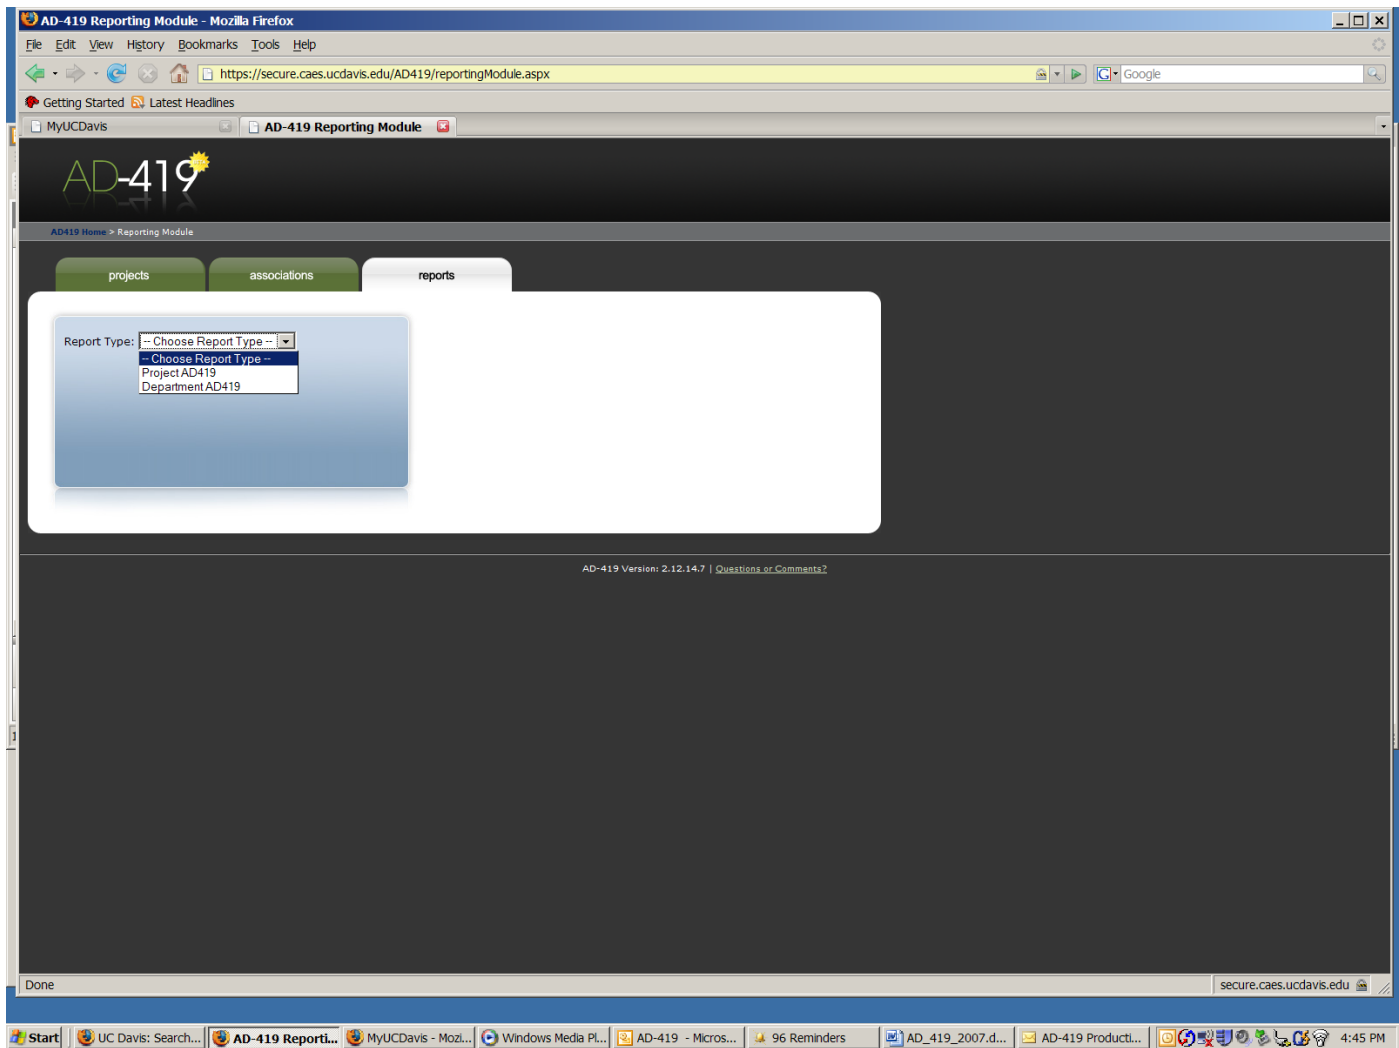 AD-419 Reporting Module - Mozilla Firefox
File Edit View History Bookmarks Tools Help
https://secure.caes.ucdavis.edu/AD419/reportingModule.aspx
G Google
Getting Started Latest Headlines
MyUCDavis AD-419 Reporting Module
AD-419
AD419 Home > Reporting Module
projects associations reports
Report Type: -- Choose Report Type --
-- Choose Report Type --
Project AD419
Department AD419
AD-419 Version: 2.12.14.7 | Questions or Comments?
Done secure.caes.ucdavis.edu
Start UC Davis: Search... AD-419 Reporti... MyUCDavis - Mozi... Windows Media Pl... AD-419 - Micros... 96 Reminders AD_419_2007.d... AD-419 Producti... 4:45 PM